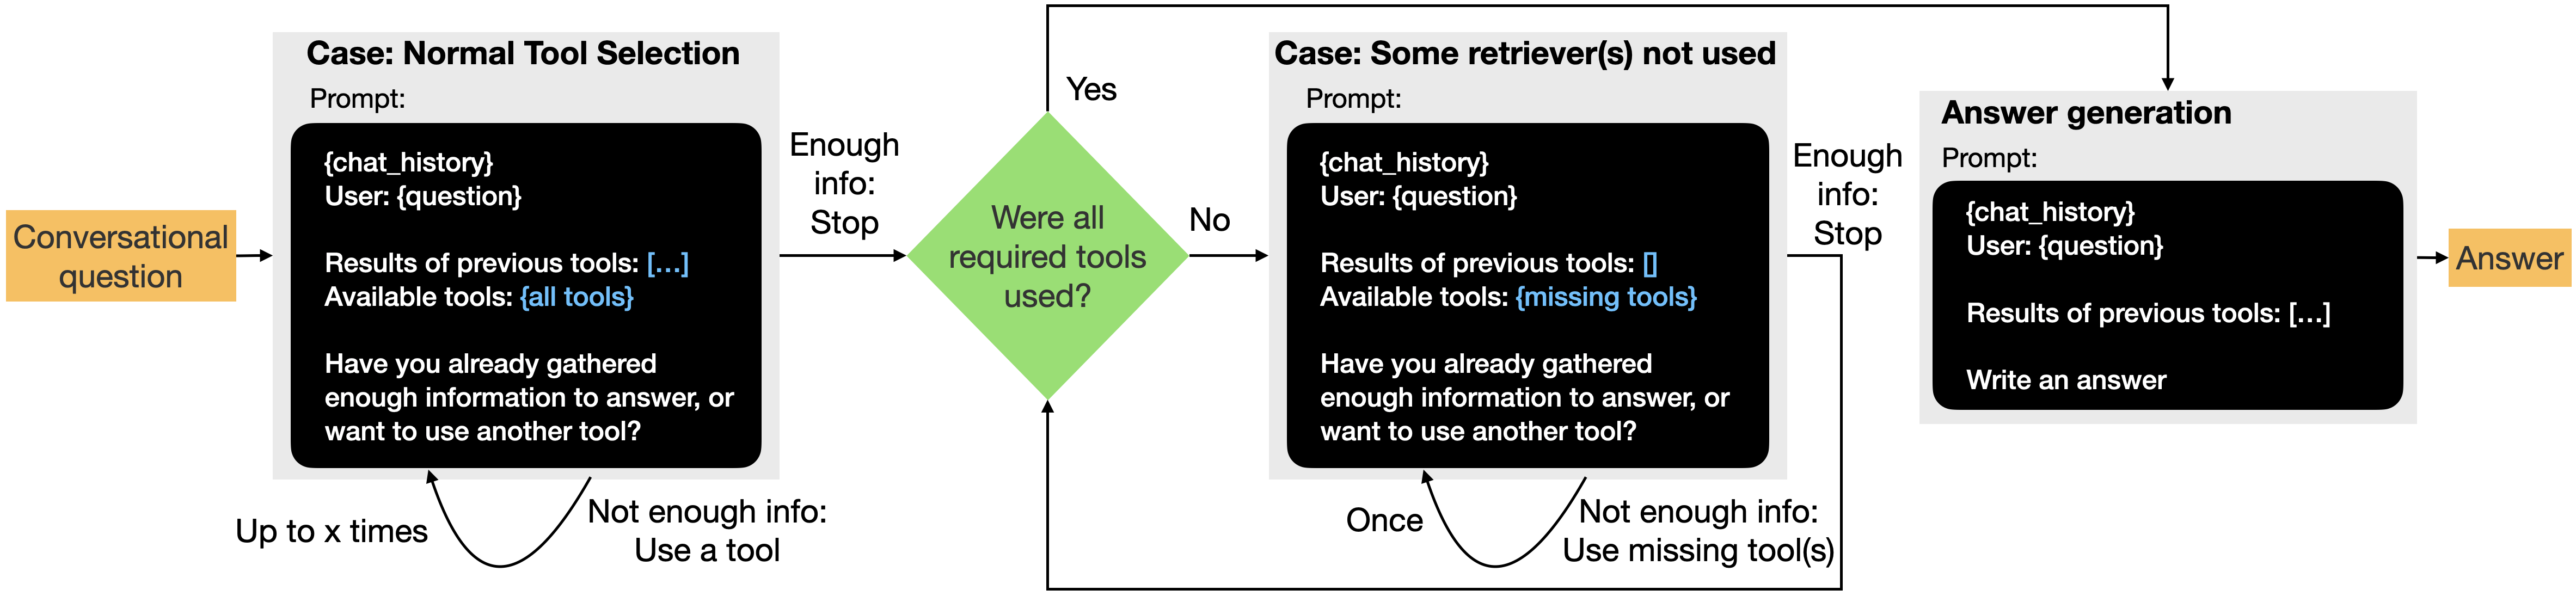 Conversational
question
Case: Normal Tool Selection
Prompt:
{chat_history}
User: {question}
Results of previous tools: […]
Available tools: {all tools}
Have you already gathered
enough information to answer, or
want to use another tool?
Up to x times
Not enough info:
Use a tool
Enough
info:
Stop
Were all
required tools
used?
Yes
No
Case: Some retriever(s) not used
Prompt:
{chat_history}
User: {question}
Results of previous tools: []
Available tools: {missing tools}
Have you already gathered
enough information to answer, or
want to use another tool?
Once
Not enough info:
Use missing tool(s)
Enough
info:
Stop
Answer generation
Prompt:
{chat_history}
User: {question}
Results of previous tools: […]
Write an answer
Answer